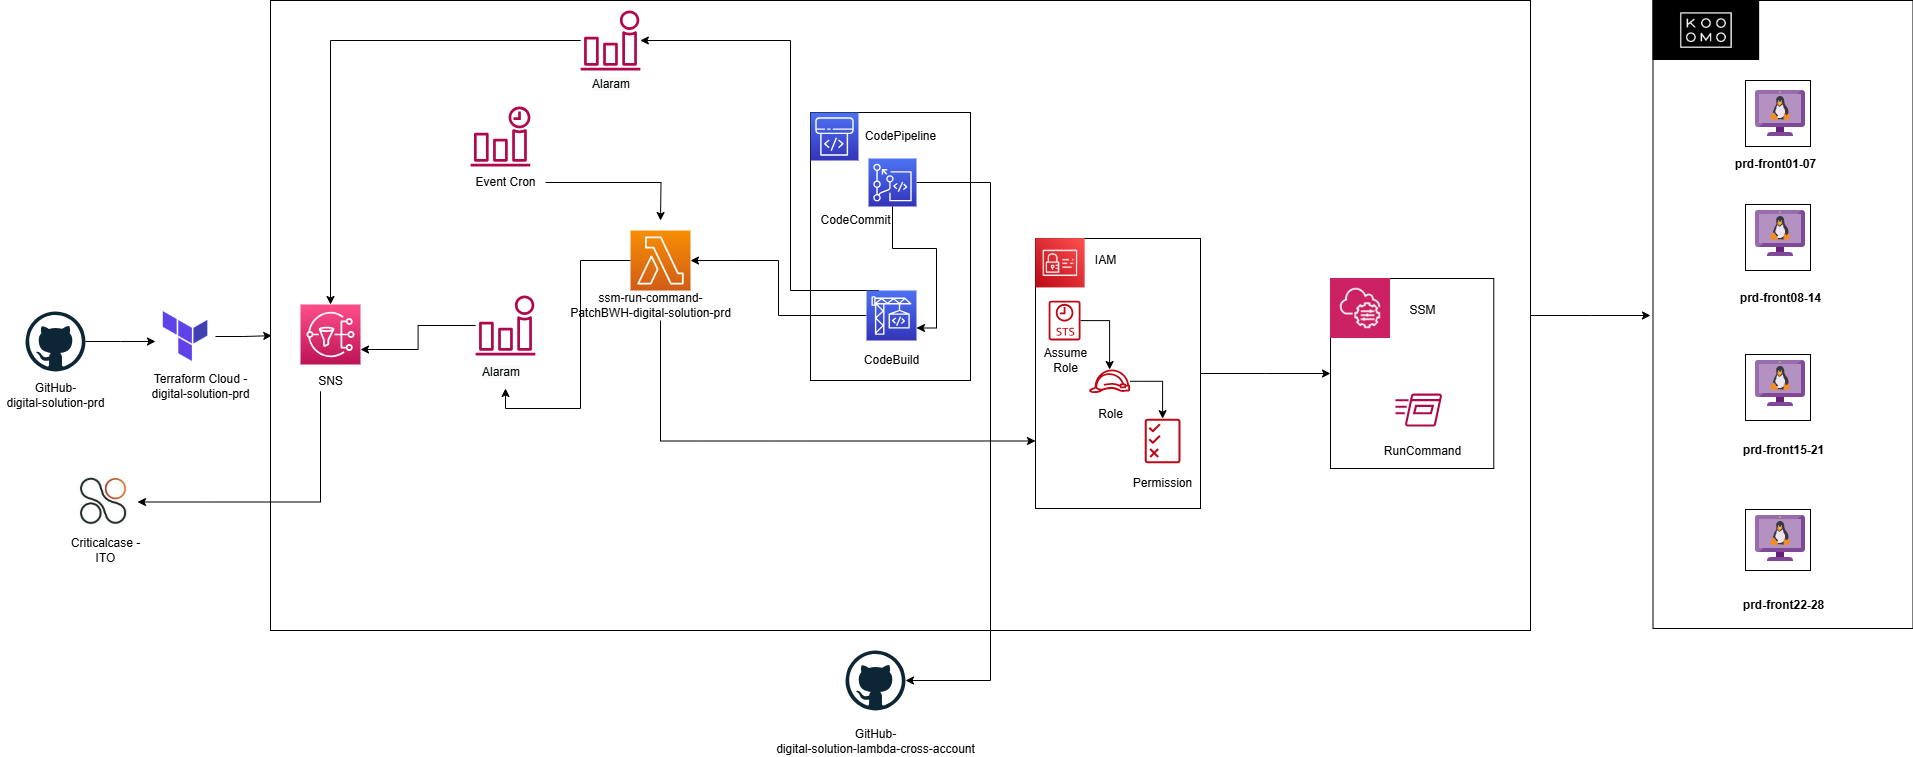 KOO
OMO
Alaram
Event Cron
CodePipeline
CodeCommit
CodeBuild
ssm-run-command-
PatchBWH-digital-solution-prd
Alaram
SNS
GitHub-
digital-solution-prd
Terraform Cloud -
digital-solution-prd
Criticalcase -
ITO
IAM
STS
Assume
Role
Role
Permission
SSM
RunCommand
prd-front01-07
prd-front08-14
prd-front15-21
prd-front22-28
GitHub-
digital-solution-lambda-cross-account